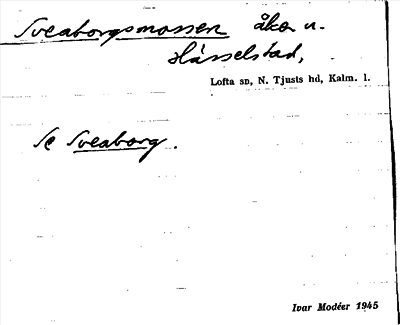 Sveaborgsmossen åker u.
Hässelstad,
Lofta sn, N. Tjusts hd, Kalm. l.
Se Sveaborg.
Ivar Modéer 1945